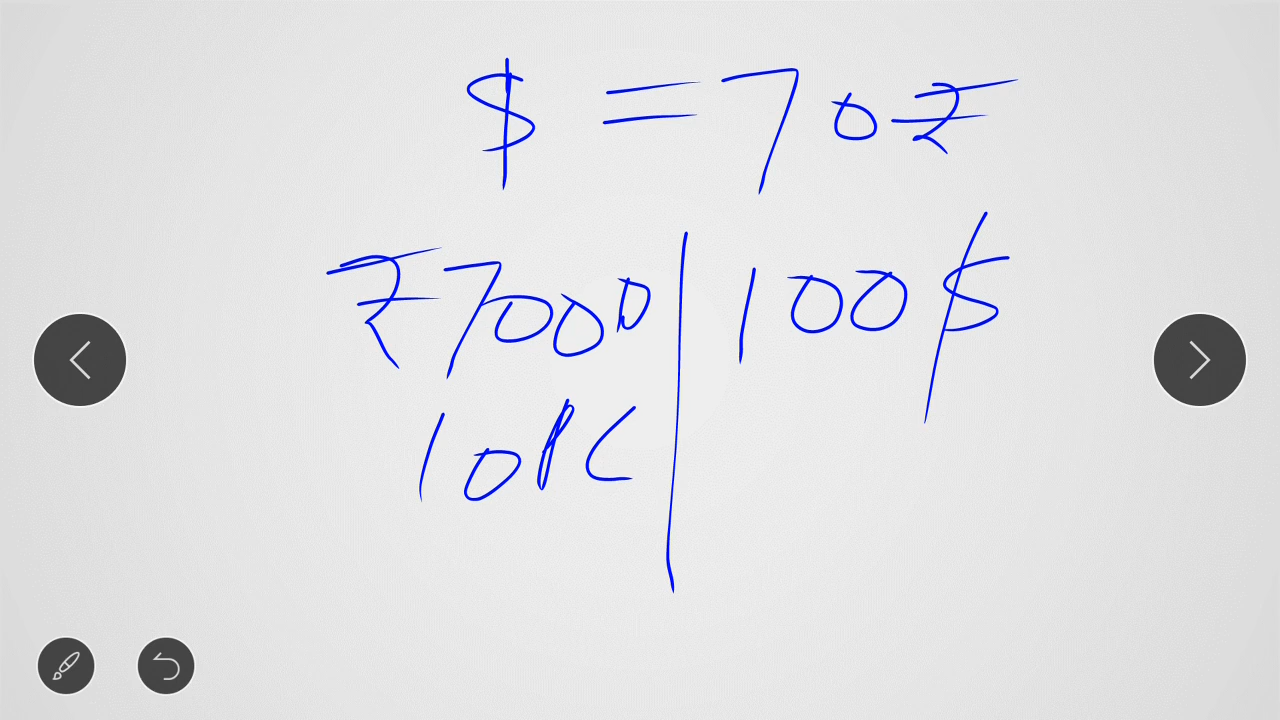 $ = 70₹
₹7000 | 100$
10PC